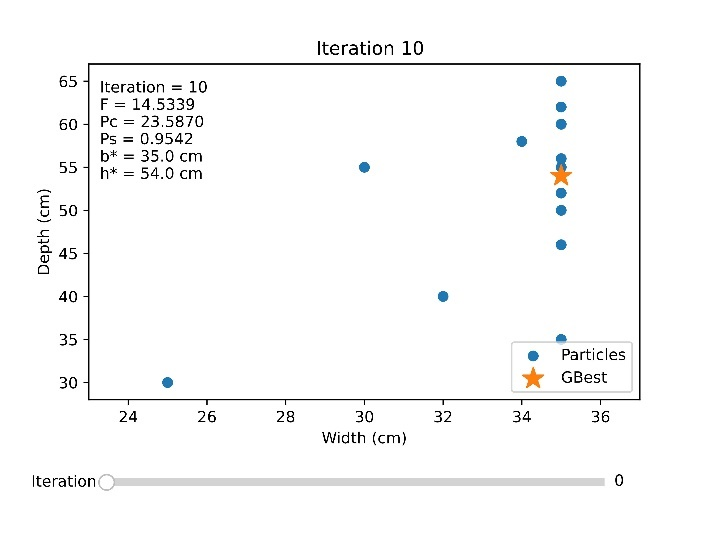 Iteration 10
65
60
55
50
45
40
35
30
Depth (cm)
Iteration = 10
F = 14.5339
Pc = 23.5870
Ps = 0.9542
b* = 35.0 cm
h* = 54.0 cm
Particles
GBest
24 26 28 30 32 34 36
Width (cm)
Iteration 0